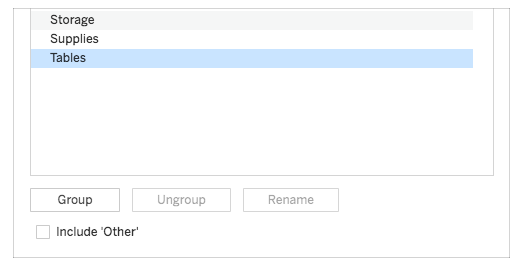 Storage
Supplies
Tables
Group Ungroup Rename
Include 'Other'